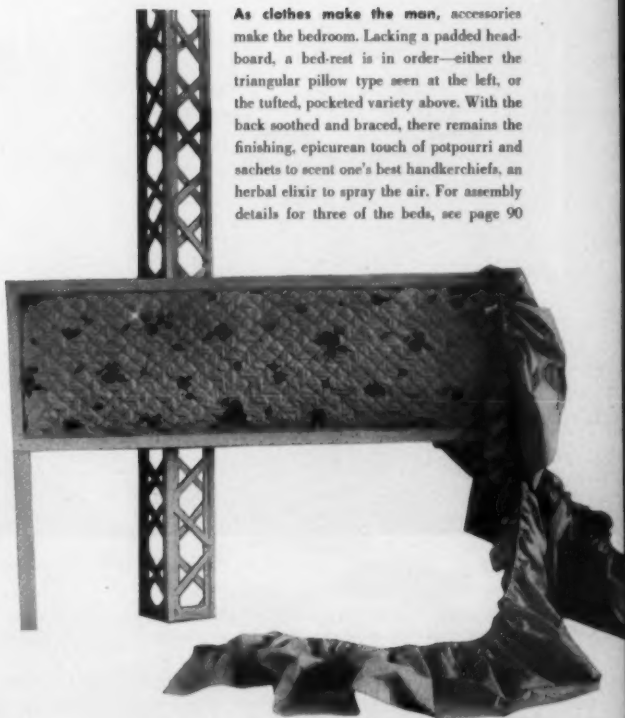 As clothes make the man, accessories
make the bedroom. Lacking a padded head-
board, a bed-rest is in order—either the
triangular pillow type seen at the left, or
the tufted, pocketed variety above. With the
back soothed and braced, there remains the
finishing, epicurean touch of potpourri and
sachets to scent one's best handkerchiefs, an
herbal elixir to spray the air. For assembly
details for three of the beds, see page 90